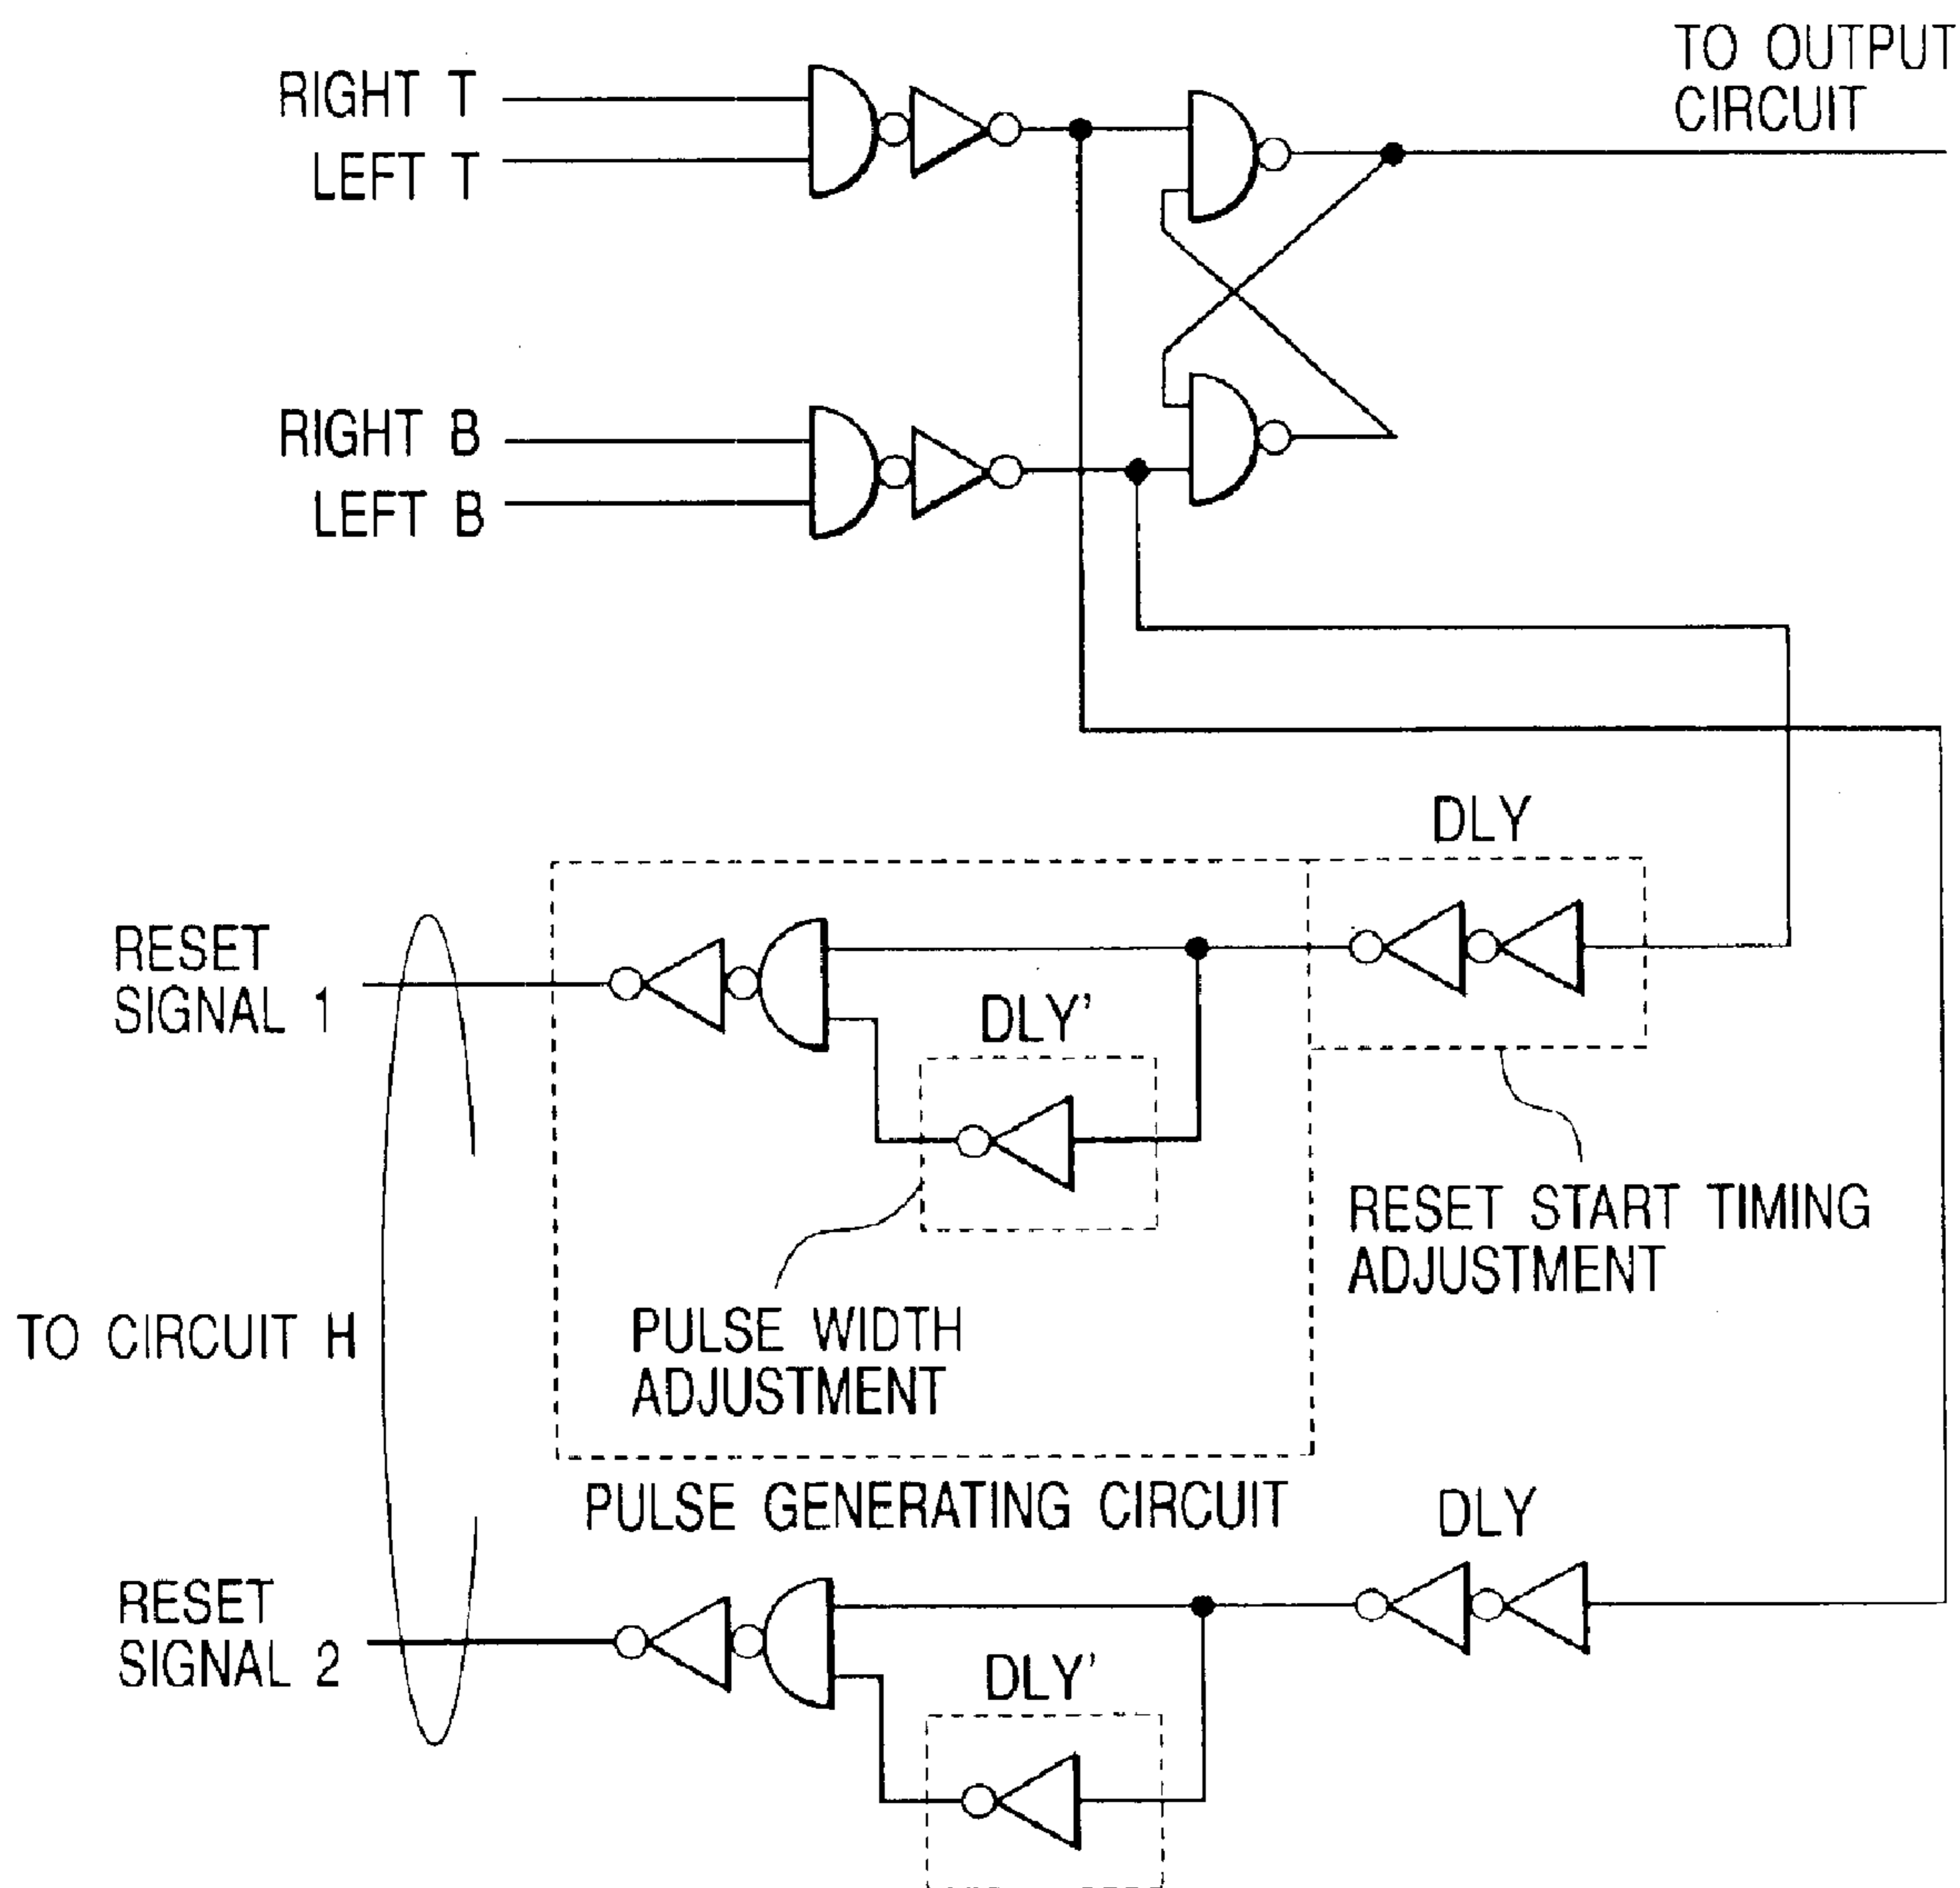 TO OUTPUT
CIRCUIT
RIGHT T
LEFT T
RIGHT B
LEFT B
DLY
RESET
SIGNAL 1
DLY'
RESET START TIMING
ADJUSTMENT
PULSE WIDTH
ADJUSTMENT
TO CIRCUIT H
PULSE GENERATING CIRCUIT
DLY
RESET
SIGNAL 2
DLY'